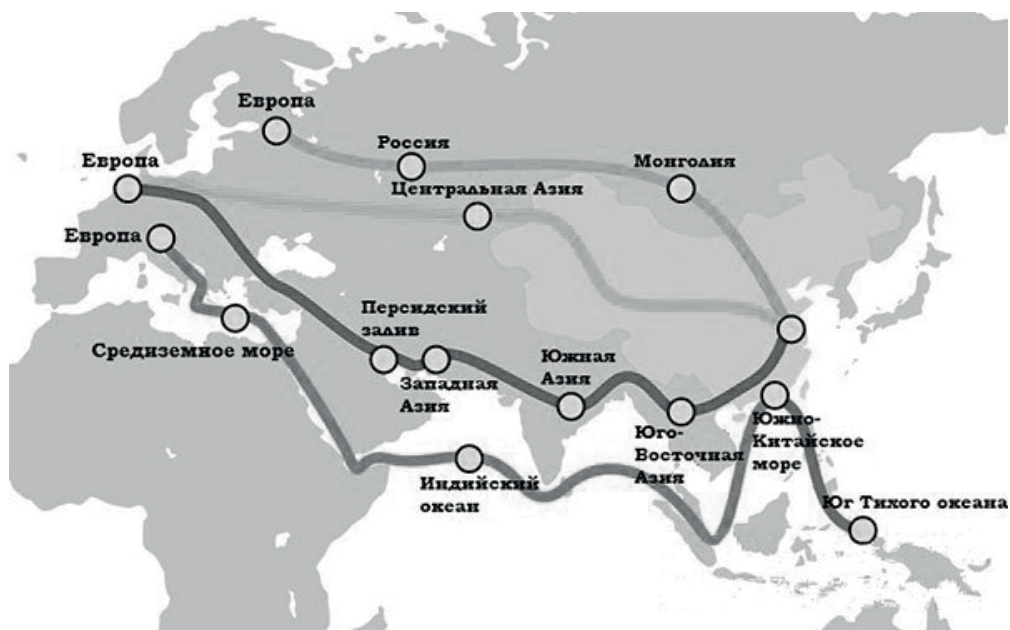 Европа
Россия
Европа
Монголия
Центральная Азия
Европа
Персидский
залив
Средиземное море
Западная
Азия
Южная
Азия
Юго-
Восточная
Азия
Южно-
Китайское
море
Индийский
океан
Юг Тихого океана